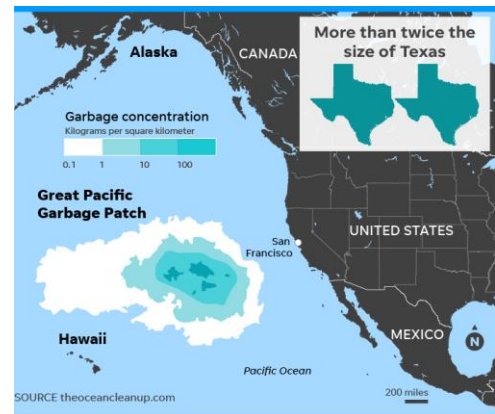 More than twice the
size of Texas
Alaska
CANADA
Garbage concentration
Kilograms per square kilometer
0.1 1 10 100
Great Pacific
Garbage Patch
San
Francisco
UNITED STATES
Hawaii
MEXICO
N
Pacific Ocean
200 miles
SOURCE theoceancleanup.com